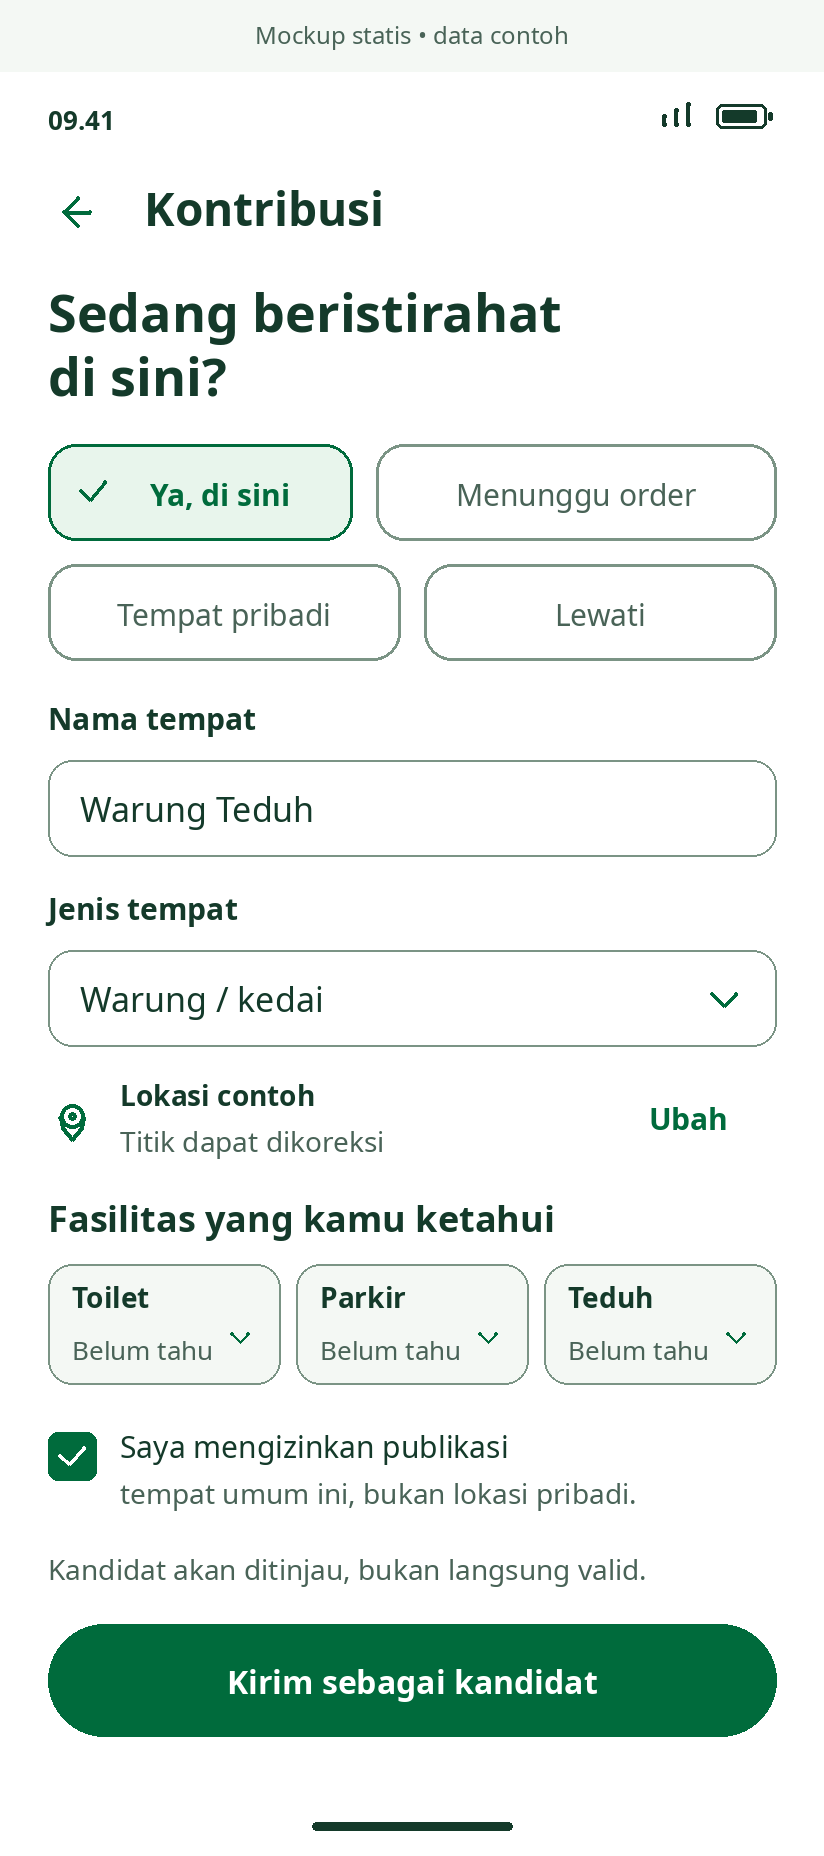 Mockup statis • data contoh
09.41
Kontribusi
Sedang beristirahat
di sini?
Ya, di sini
Menunggu order
Tempat pribadi
Lewati
Nama tempat
Warung Teduh
Jenis tempat
Warung / kedai
Lokasi contoh
Titik dapat dikoreksi
Ubah
Fasilitas yang kamu ketahui
Toilet
Belum tahu
Parkir
Belum tahu
Teduh
Belum tahu
Saya mengizinkan publikasi
tempat umum ini, bukan lokasi pribadi.
Kandidat akan ditinjau, bukan langsung valid.
Kirim sebagai kandidat